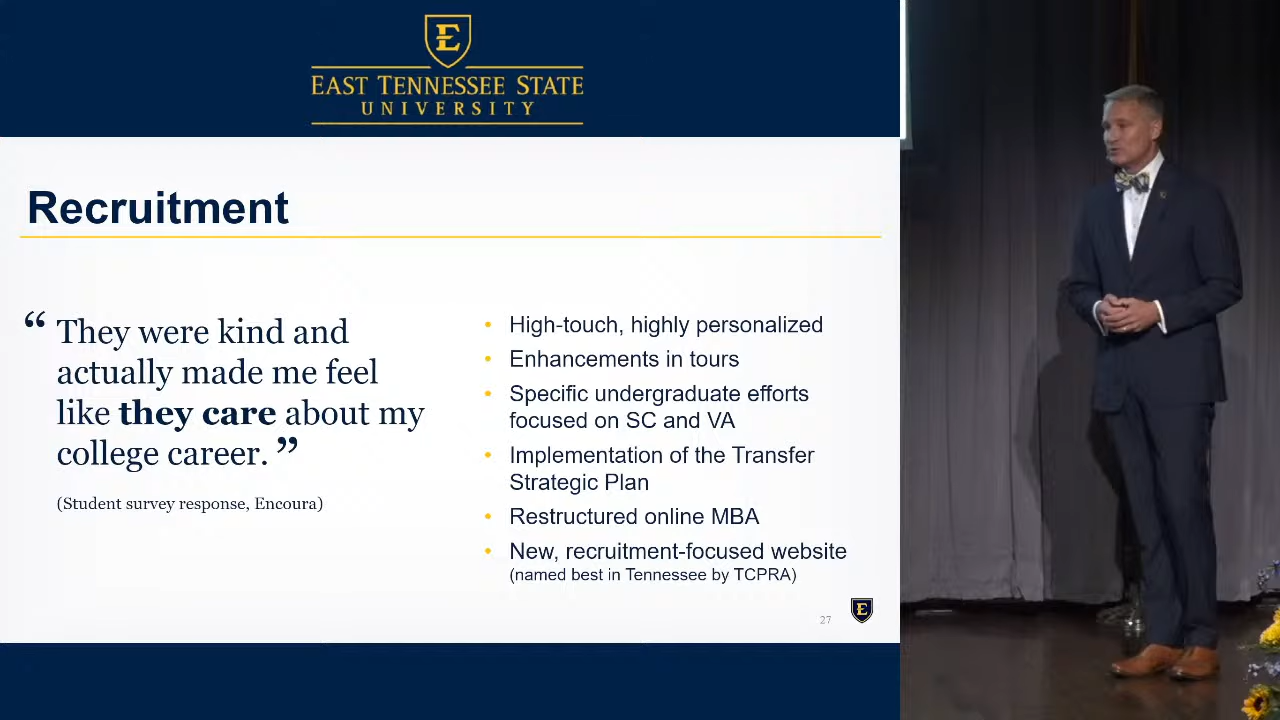 E
EAST TENNESSEE STATE
UNIVERSITY
Recruitment
“ They were kind and
actually made me feel
like they care about my
college career. ”
(Student survey response, Encoura)
• High-touch, highly personalized
• Enhancements in tours
• Specific undergraduate efforts
focused on SC and VA
• Implementation of the Transfer
Strategic Plan
• Restructured online MBA
• New, recruitment-focused website
(named best in Tennessee by TCPRA)
27
E